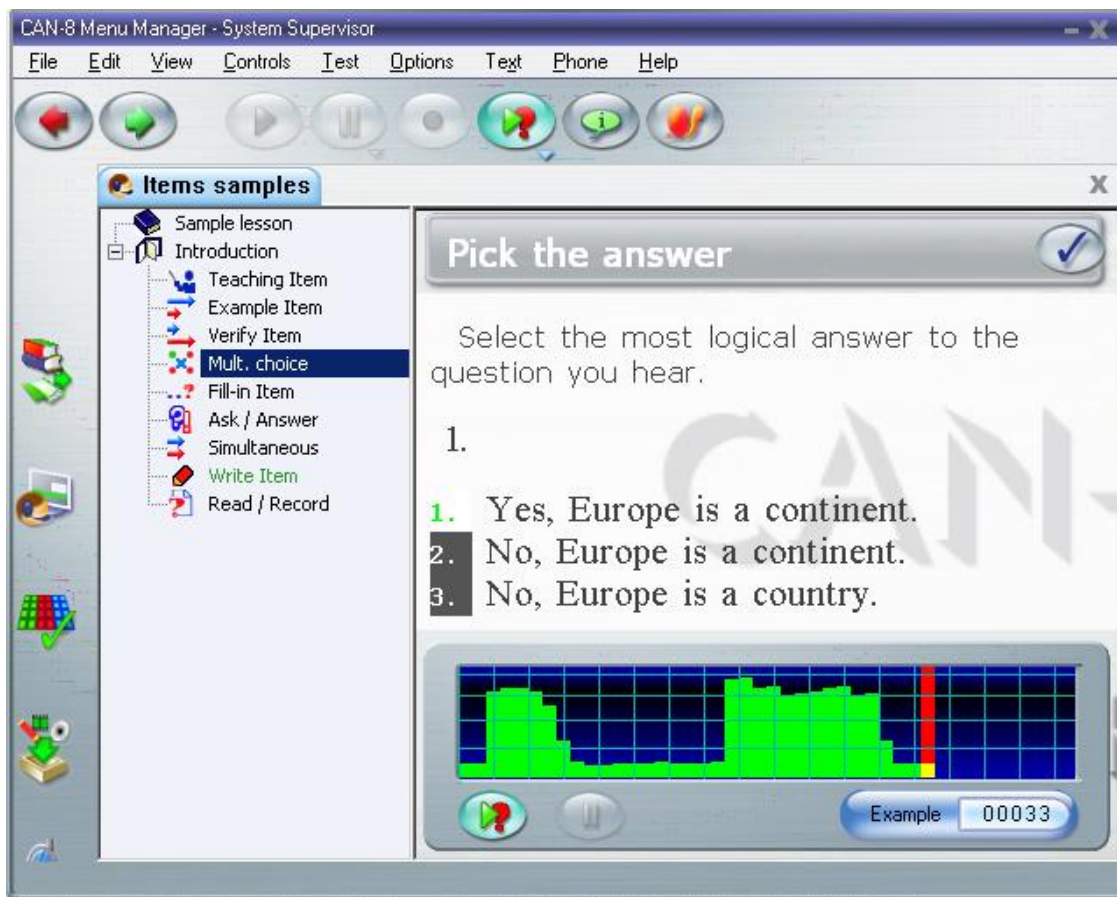 CAN-8 Menu Manager - System Supervisor
File Edit View Controls Test Options Text Phone Help
Items samples
Sample lesson
Introduction
Teaching Item
Example Item
Verify Item
Mult. choice
Fill-in Item
Ask / Answer
Simultaneous
Write Item
Read / Record
Pick the answer
Select the most logical answer to the
question you hear.
1.
1. Yes, Europe is a continent.
2. No, Europe is a continent.
3. No, Europe is a country.
CAN-
Example 00033